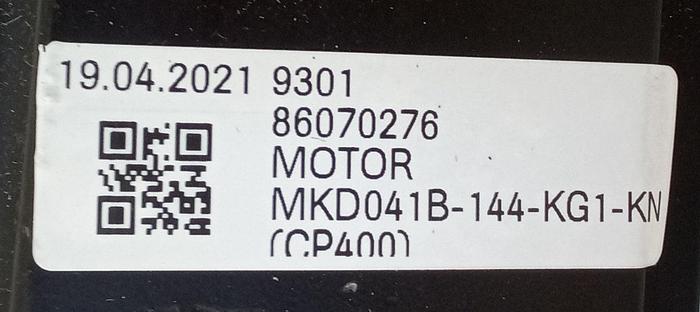 19.04.2021 9301
86070276
MOTOR
MKD041B-144-KG1-KN
(CP400)